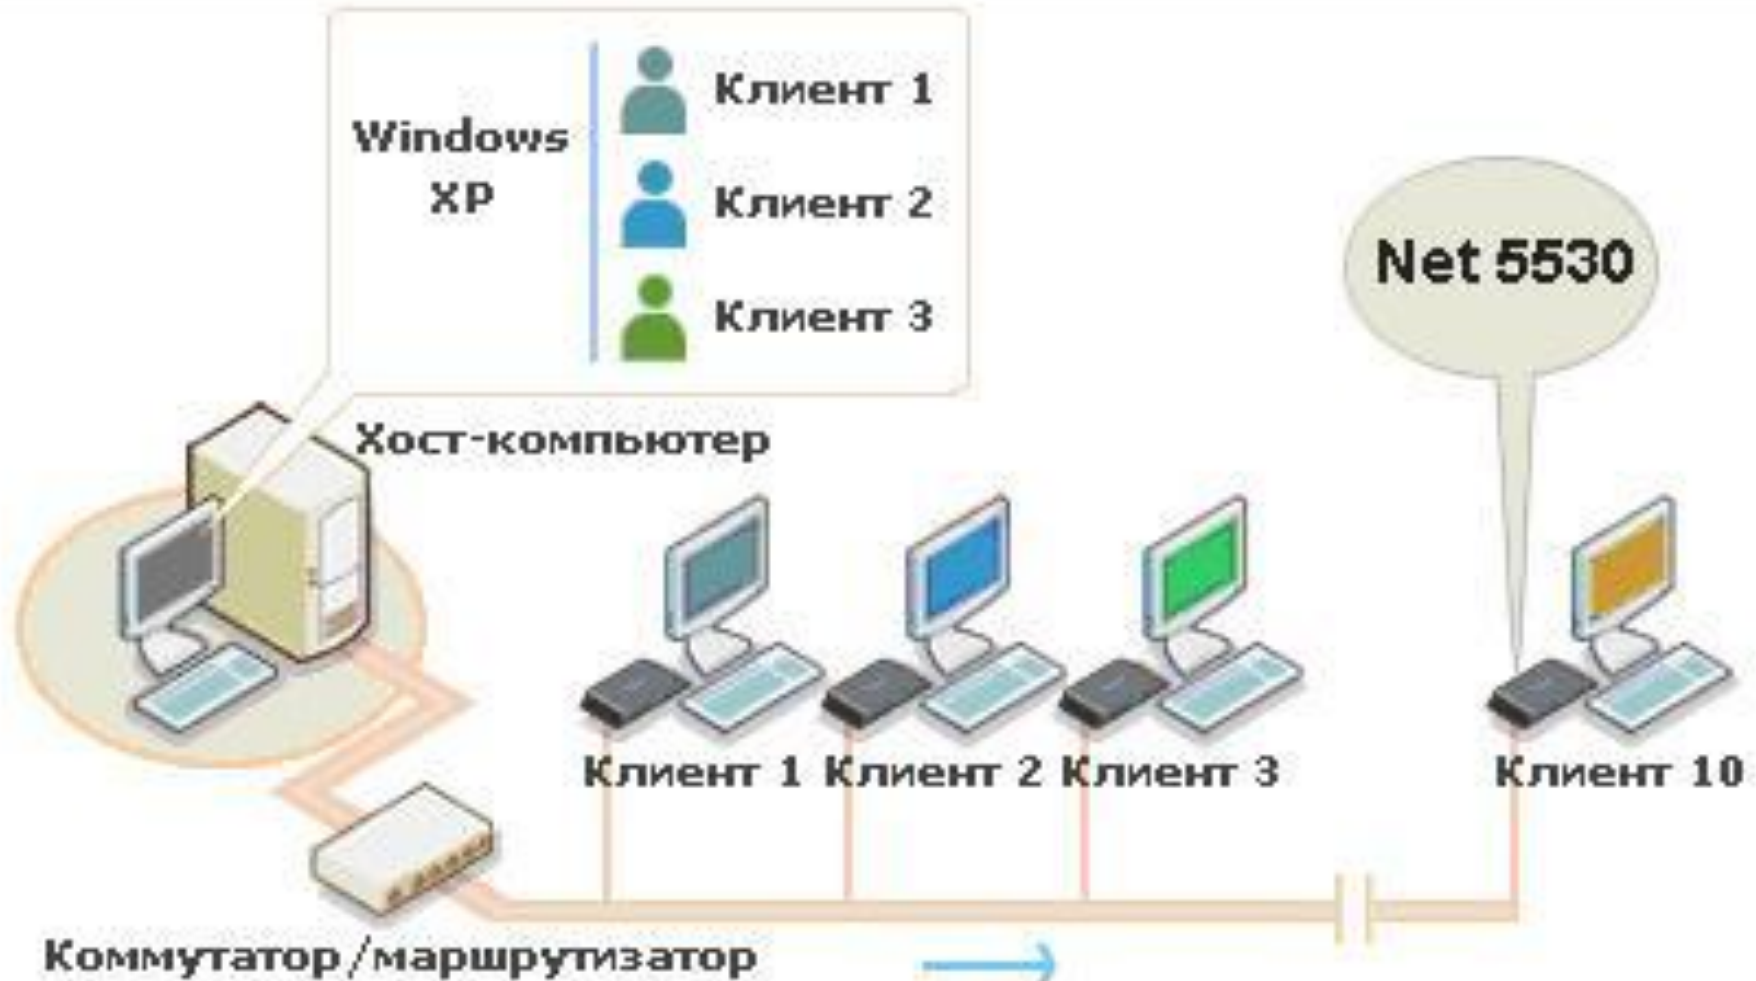 Windows
XP
Клиент 1
Клиент 2
Клиент 3
Net 5530
Хост-компьютер
Клиент 1
Клиент 2
Клиент 3
Клиент 10
Коммутатор/маршрутизатор